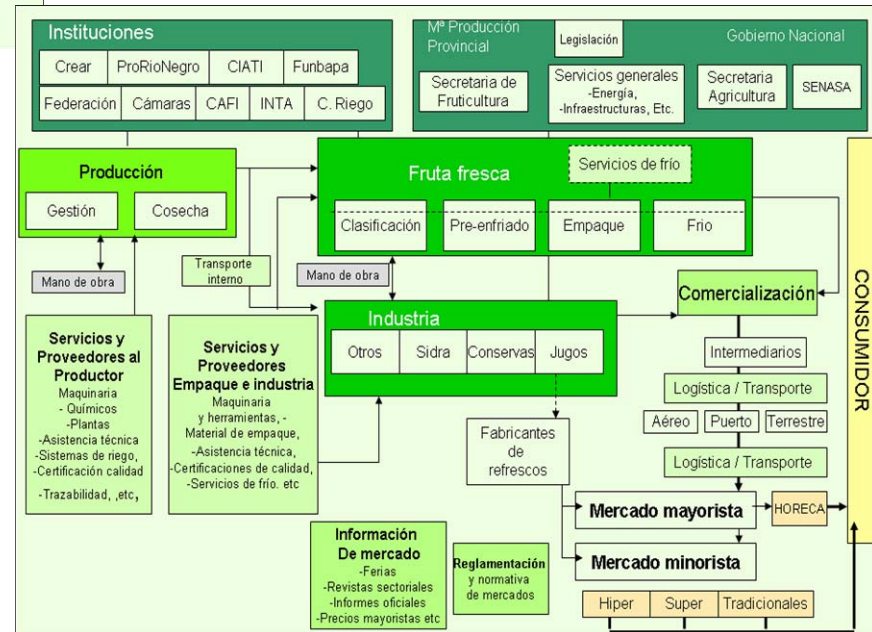 Instituciones
Crear ProRioNegro CIATI Funbapa
Federación Cámaras CAFI INTA C. Riego
Mª Producción
Provincial
Legislación
Gobierno Nacional
Secretaria de
Fruticultura
Servicios generales
-Energía,
-Infraestructuras, Etc.
Secretaria
Agricultura
SENASA
Producción
Gestión Cosecha
Mano de obra
Transporte
interno
Fruta fresca
Servicios de frío
Clasificación Pre-enfriado Empaque Frio
Mano de obra
Industria
Otros Sidra Conservas Jugos
Servicios y
Proveedores al
Productor
Maquinaria
- Químicos
- Plantas
-Asistencia técnica
-Sistemas de riego,
-Certificación calidad
-Trazabilidad, ,etc,
Servicios y
Proveedores
Empaque e industria
Maquinaria
y herramientas, -
Material de empaque,
-Asistencia técnica,
-Certificaciones de calidad,
-Servicios de frío. etc
Fabricantes
de
refrescos
Comercialización
Intermediarios
Logística / Transporte
Aéreo Puerto Terrestre
Logística / Transporte
Mercado mayorista
HORECA
Mercado minorista
Hiper Super Tradicionales
CONSUMIDOR
Información
De mercado
-Ferias
-Revistas sectoriales
-Informes oficiales
-Precios mayoristas etc
Reglamentación
y normativa
de mercados